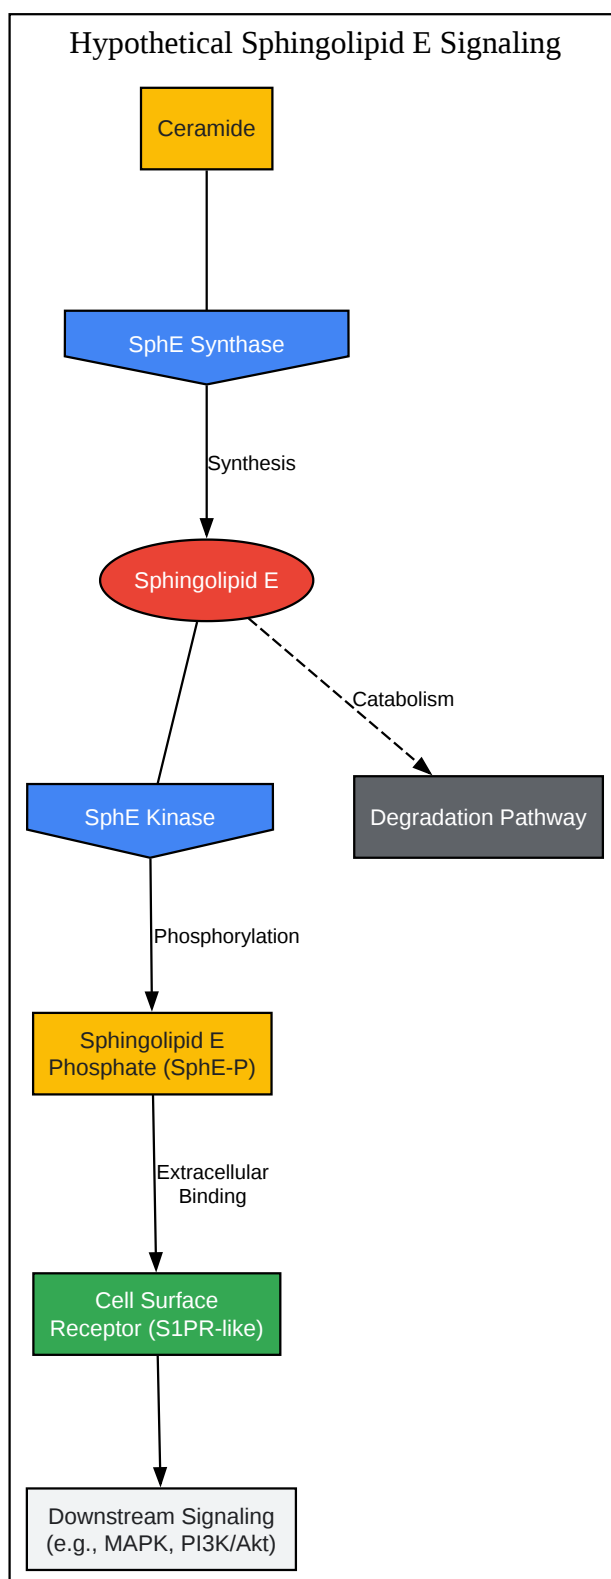 Hypothetical Sphingolipid E Signaling
Ceramide
SphE Synthase
Synthesis
Sphingolipid E
Catabolism
SphE Kinase
Degradation Pathway
Phosphorylation
Sphingolipid E
Phosphate (SphE-P)
Extracellular
Binding
Cell Surface
Receptor (S1PR-like)
Downstream Signaling
(e.g., MAPK, PI3K/Akt)